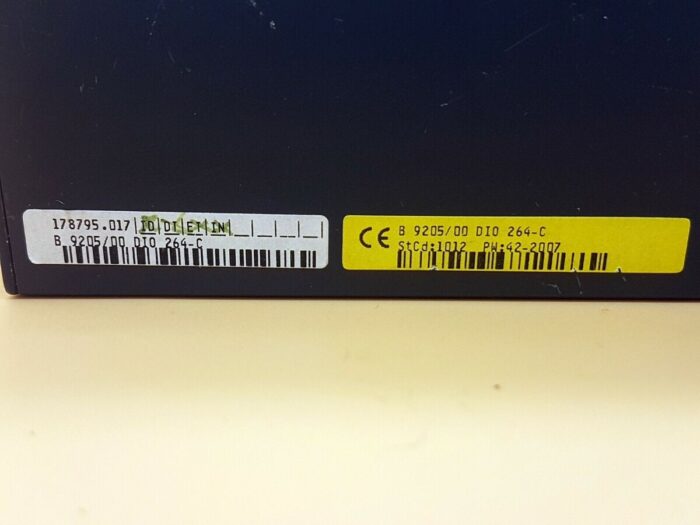 178795.017|IO|DI|ET|IN|_|_|_|_|
B 9205/00 DIO 264-C
CE B 9205/00 DIO 264-C
StCd:1012 PW:42-2007